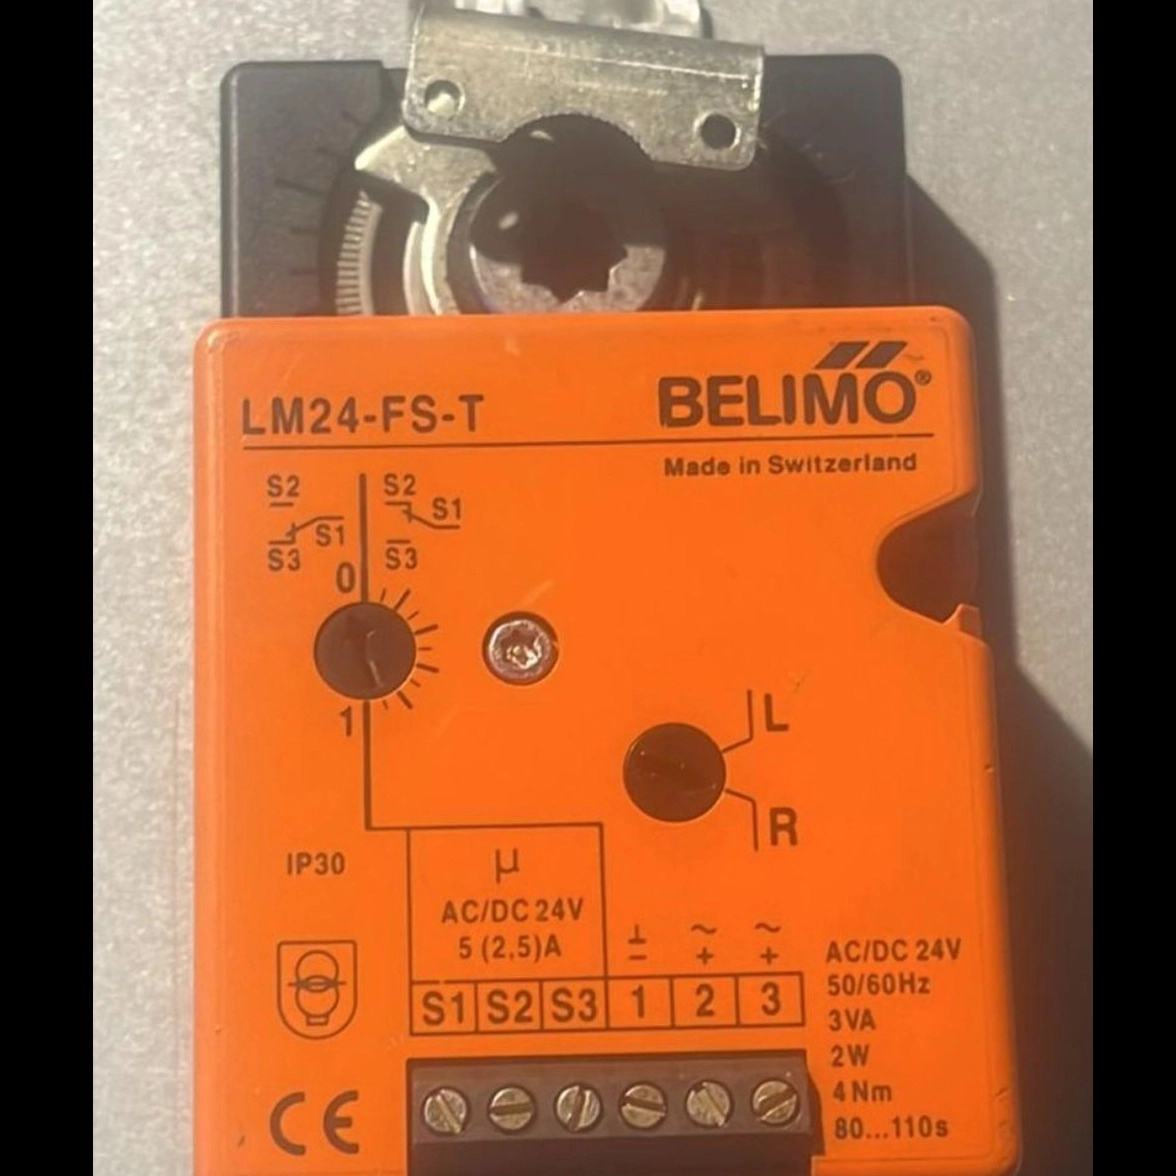 LM24-FS-T
BELIMO®
Made in Switzerland
S2 S2
S1 S1
S3 S3
0
1
L
R
IP30
µ
AC/DC 24V
5 (2,5)A
⊥ ~ ~
− + +
S1 S2 S3 1 2 3
AC/DC 24V
50/60Hz
3VA
2W
4Nm
80...110s
CE